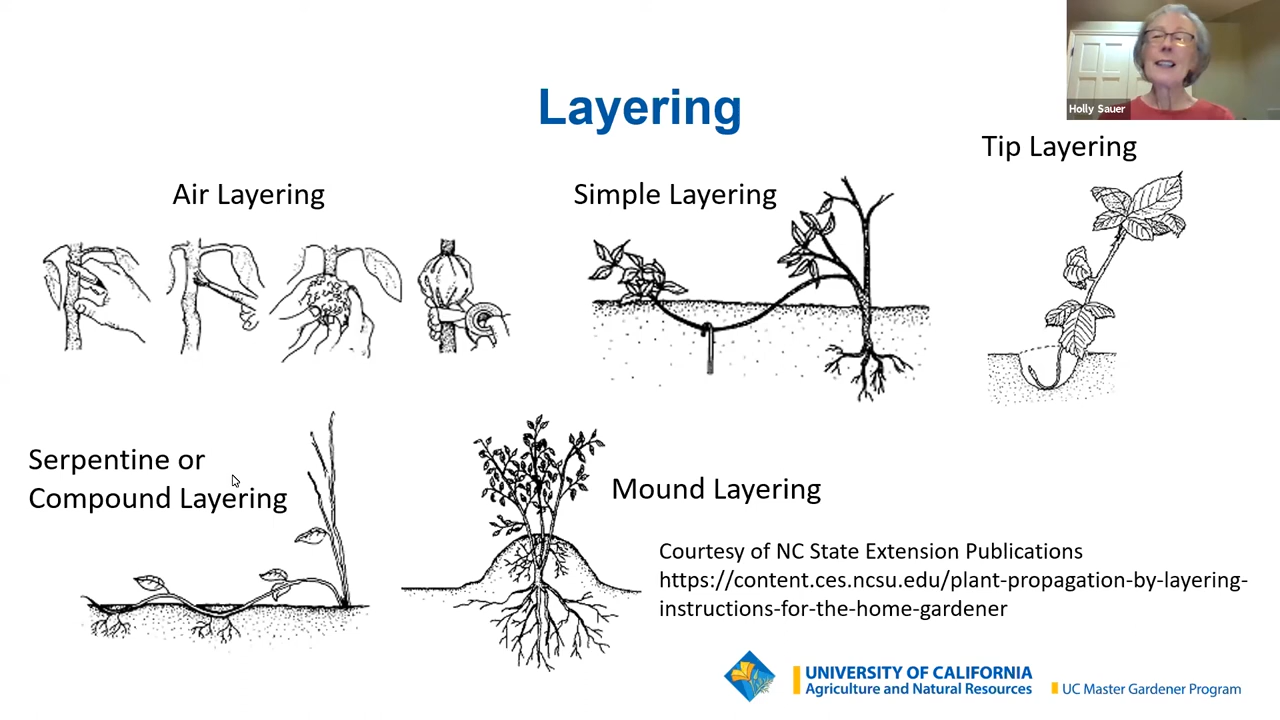 Holly Sauer
Layering
Tip Layering
Air Layering
Simple Layering
Serpentine or
Compound Layering
Mound Layering
Courtesy of NC State Extension Publications
https://content.ces.ncsu.edu/plant-propagation-by-layering-
instructions-for-the-home-gardener
UNIVERSITY OF CALIFORNIA
Agriculture and Natural Resources
UC Master Gardener Program